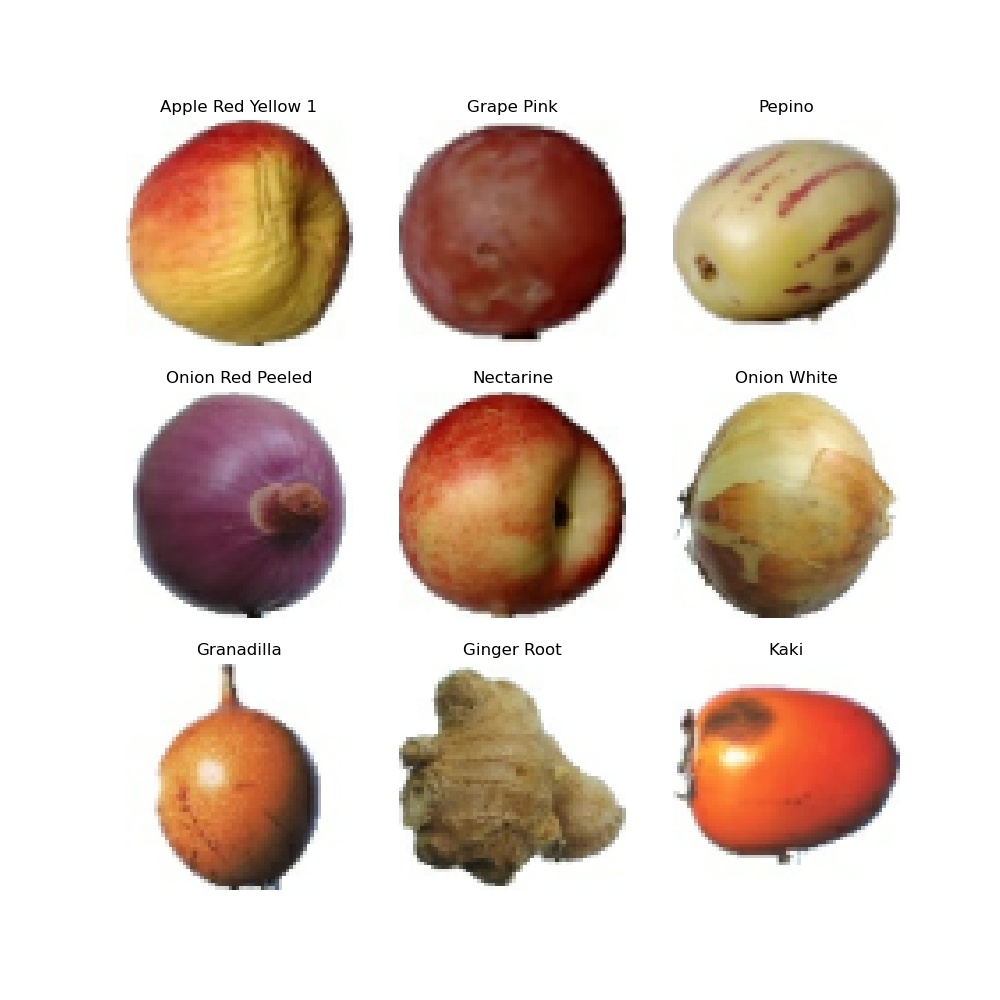 Apple Red Yellow 1
Grape Pink
Pepino
Onion Red Peeled
Nectarine
Onion White
Granadilla
Ginger Root
Kaki